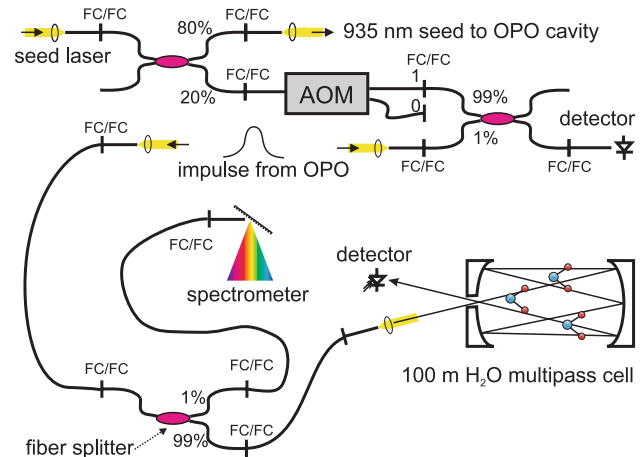 FC/FC
80%
FC/FC
935 nm seed to OPO cavity
seed laser
FC/FC
FC/FC
20%
AOM
1
0
99%
1%
detector
FC/FC
impulse from OPO
FC/FC
FC/FC
FC/FC
spectrometer
detector
FC/FC
FC/FC
1%
100 m H₂O multipass cell
fiber splitter
99%
FC/FC